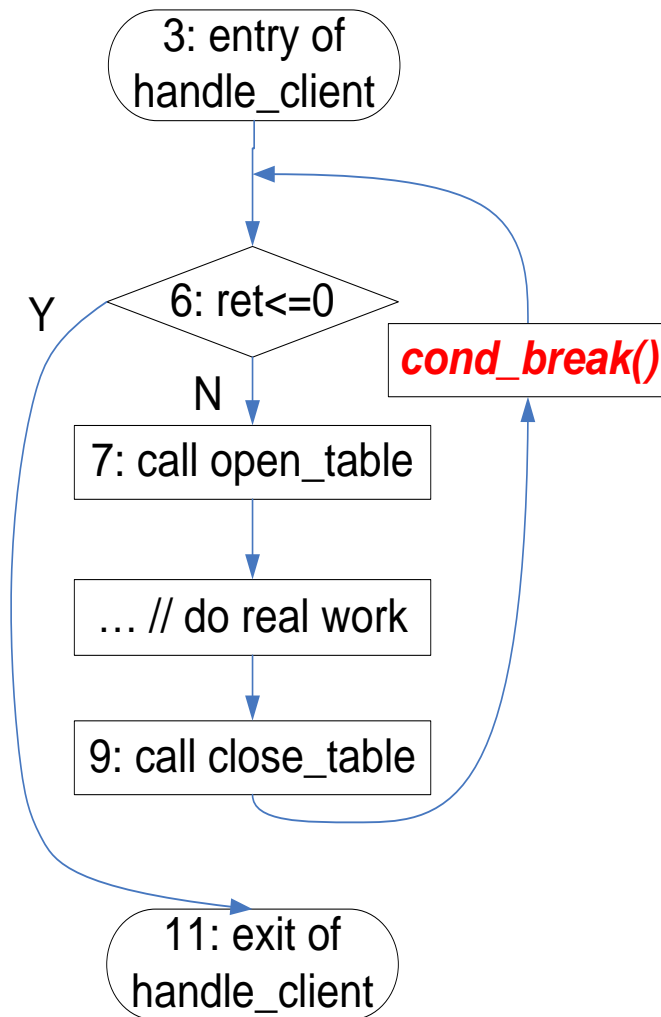 3: entry of
handle_client
6: ret<=0
Y
N
cond_break()
7: call open_table
... // do real work
9: call close_table
11: exit of
handle_client